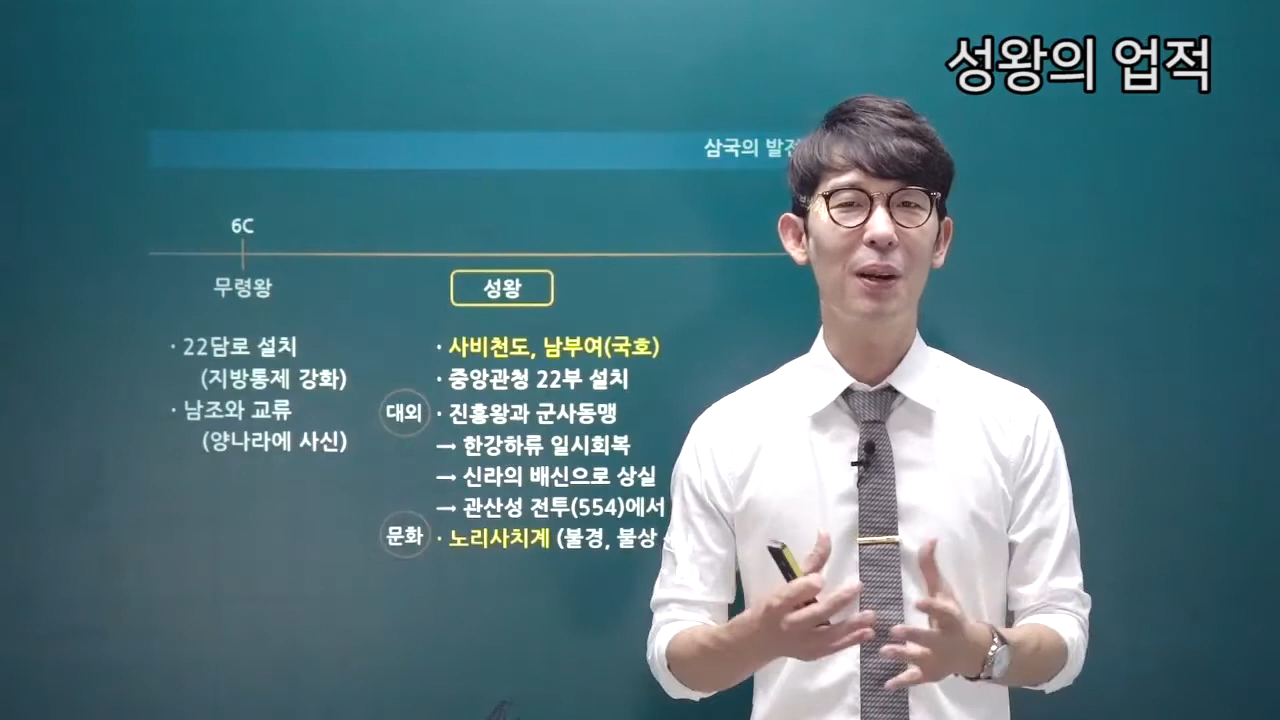 성왕의 업적
삼국의 발전
6C
무령왕
성왕
· 22담로 설치
(지방통제 강화)
· 남조와 교류
(양나라에 사신)
· 사비천도, 남부여(국호)
· 중앙관청 22부 설치
대외 · 진흥왕과 군사동맹
→ 한강하류 일시회복
→ 신라의 배신으로 상실
→ 관산성 전투(554)에서
문화 · 노리사치계 (불경, 불상